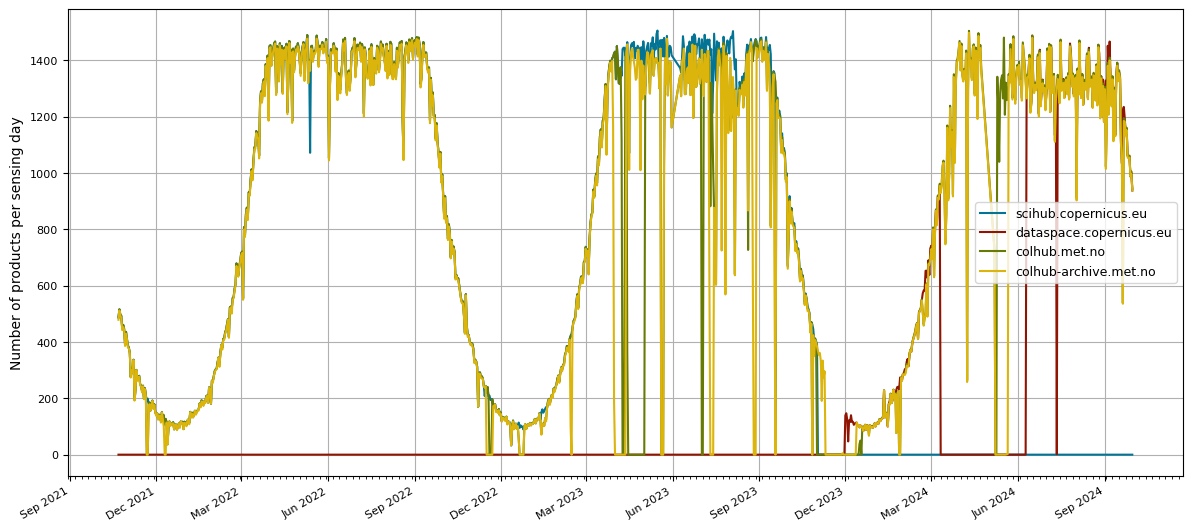 Number of products per sensing day
1400
1200
1000
800
600
400
200
0
scihub.copernicus.eu
dataspace.copernicus.eu
colhub.met.no
colhub-archive.met.no
Sep 2021
Dec 2021
Mar 2022
Jun 2022
Sep 2022
Dec 2022
Mar 2023
Jun 2023
Sep 2023
Dec 2023
Mar 2024
Jun 2024
Sep 2024